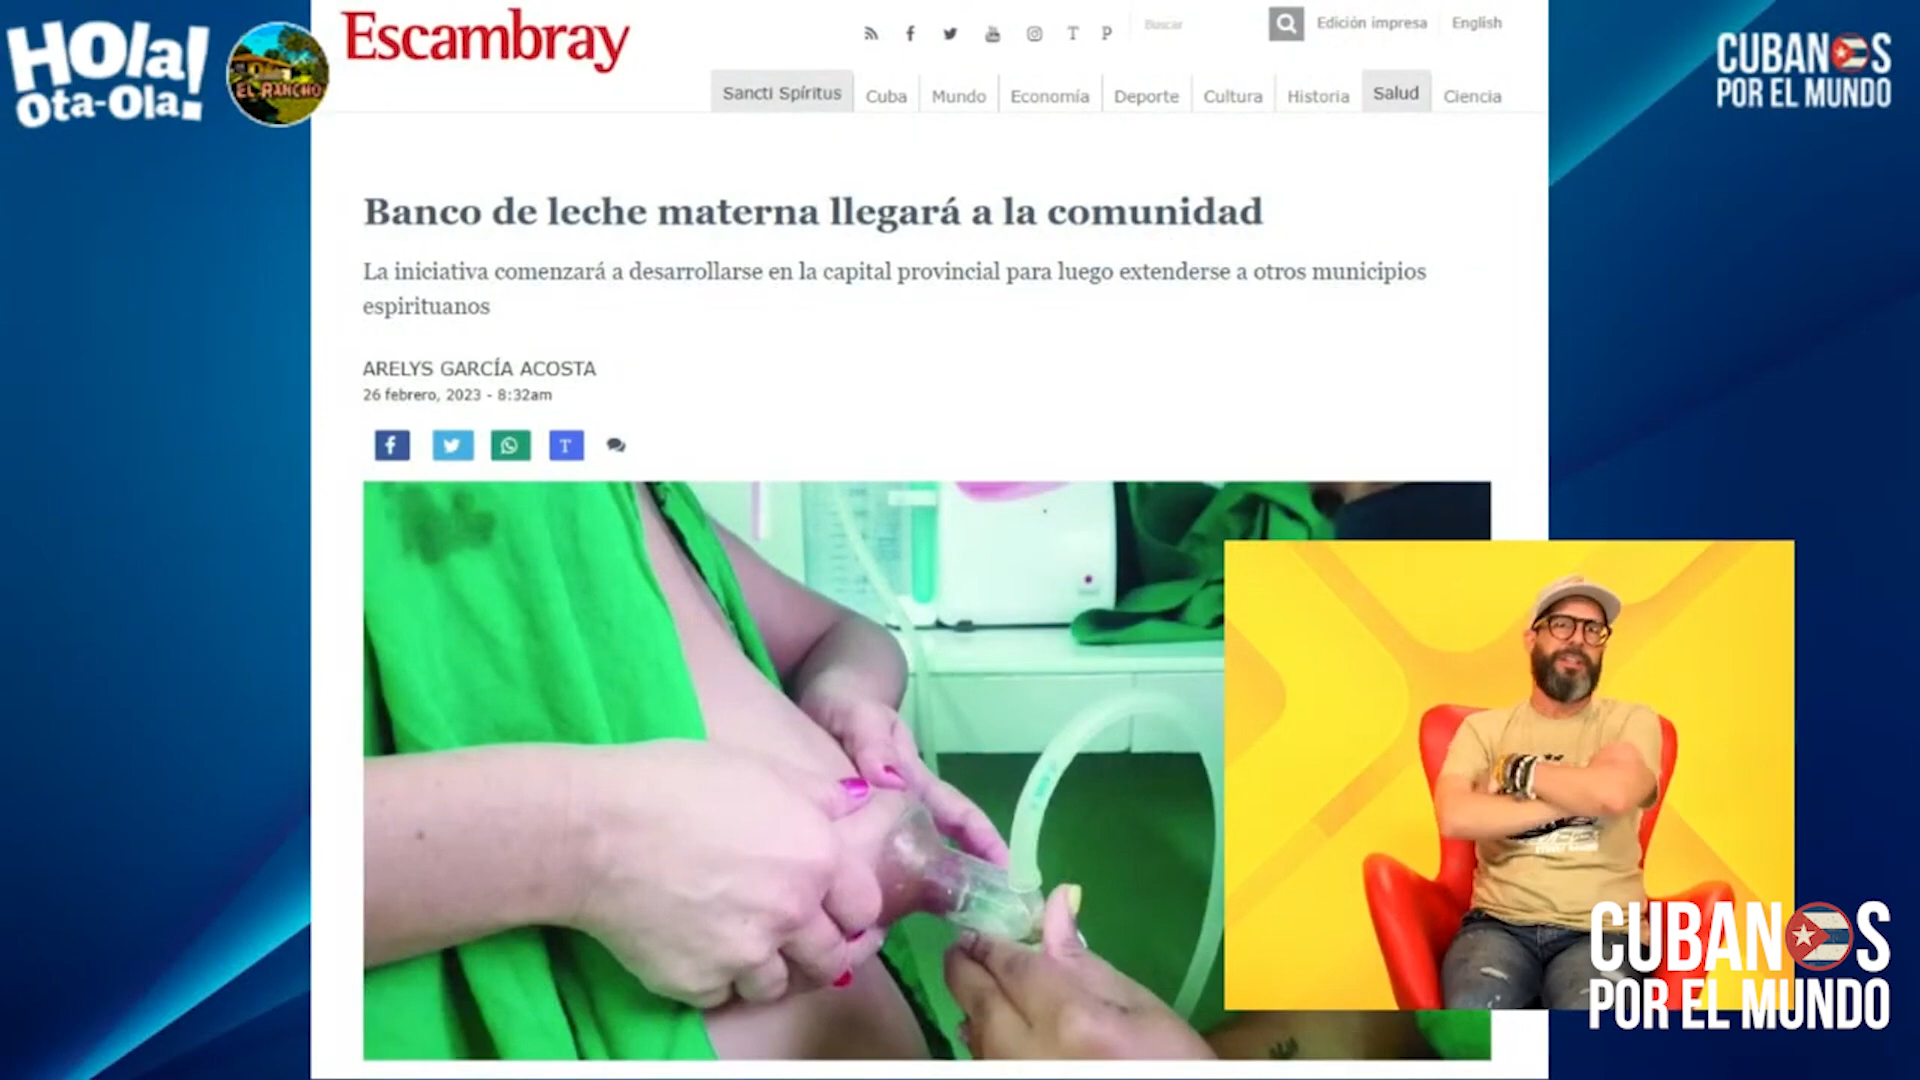 HOla!
Ota-Ola!
EL RANCHO
Escambray
Buscar
Edición impresa
English
CUBANOS
POR EL MUNDO
Sancti Spíritus
Cuba
Mundo
Economía
Deporte
Cultura
Historia
Salud
Ciencia
Banco de leche materna llegará a la comunidad
La iniciativa comenzará a desarrollarse en la capital provincial para luego extenderse a otros municipios
espirituanos
ARELYS GARCÍA ACOSTA
26 febrero, 2023 - 8:32am
CUBANOS
POR EL MUNDO